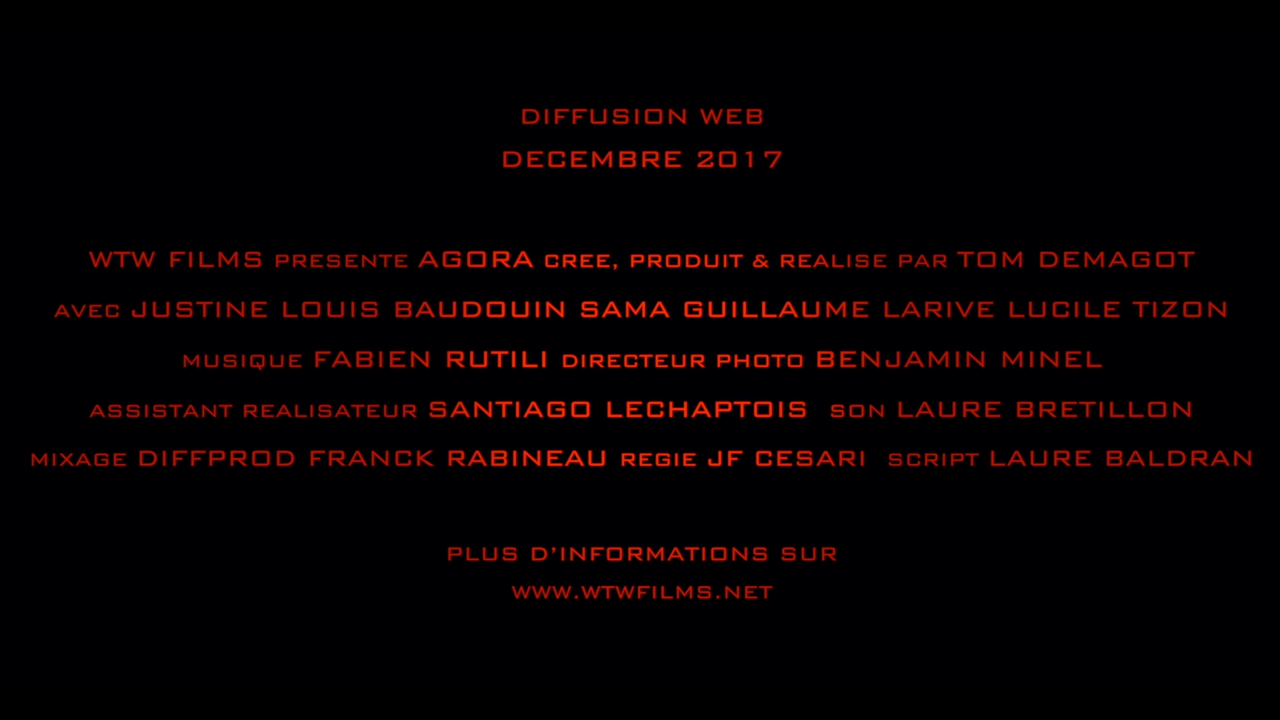 DIFFUSION WEB
DECEMBRE 2017
WTW FILMS PRESENTE AGORA CREE, PRODUIT & REALISE PAR TOM DEMAGOT
AVEC JUSTINE LOUIS BAUDOUIN SAMA GUILLAUME LARIVE LUCILE TIZON
MUSIQUE FABIEN RUTILI DIRECTEUR PHOTO BENJAMIN MINEL
ASSISTANT REALISATEUR SANTIAGO LECHAPTOIS SON LAURE BRETILLON
MIXAGE DIFFPROD FRANCK RABINEAU REGIE JF CESARI SCRIPT LAURE BALDRAN
PLUS D'INFORMATIONS SUR
WWW.WTWFILMS.NET